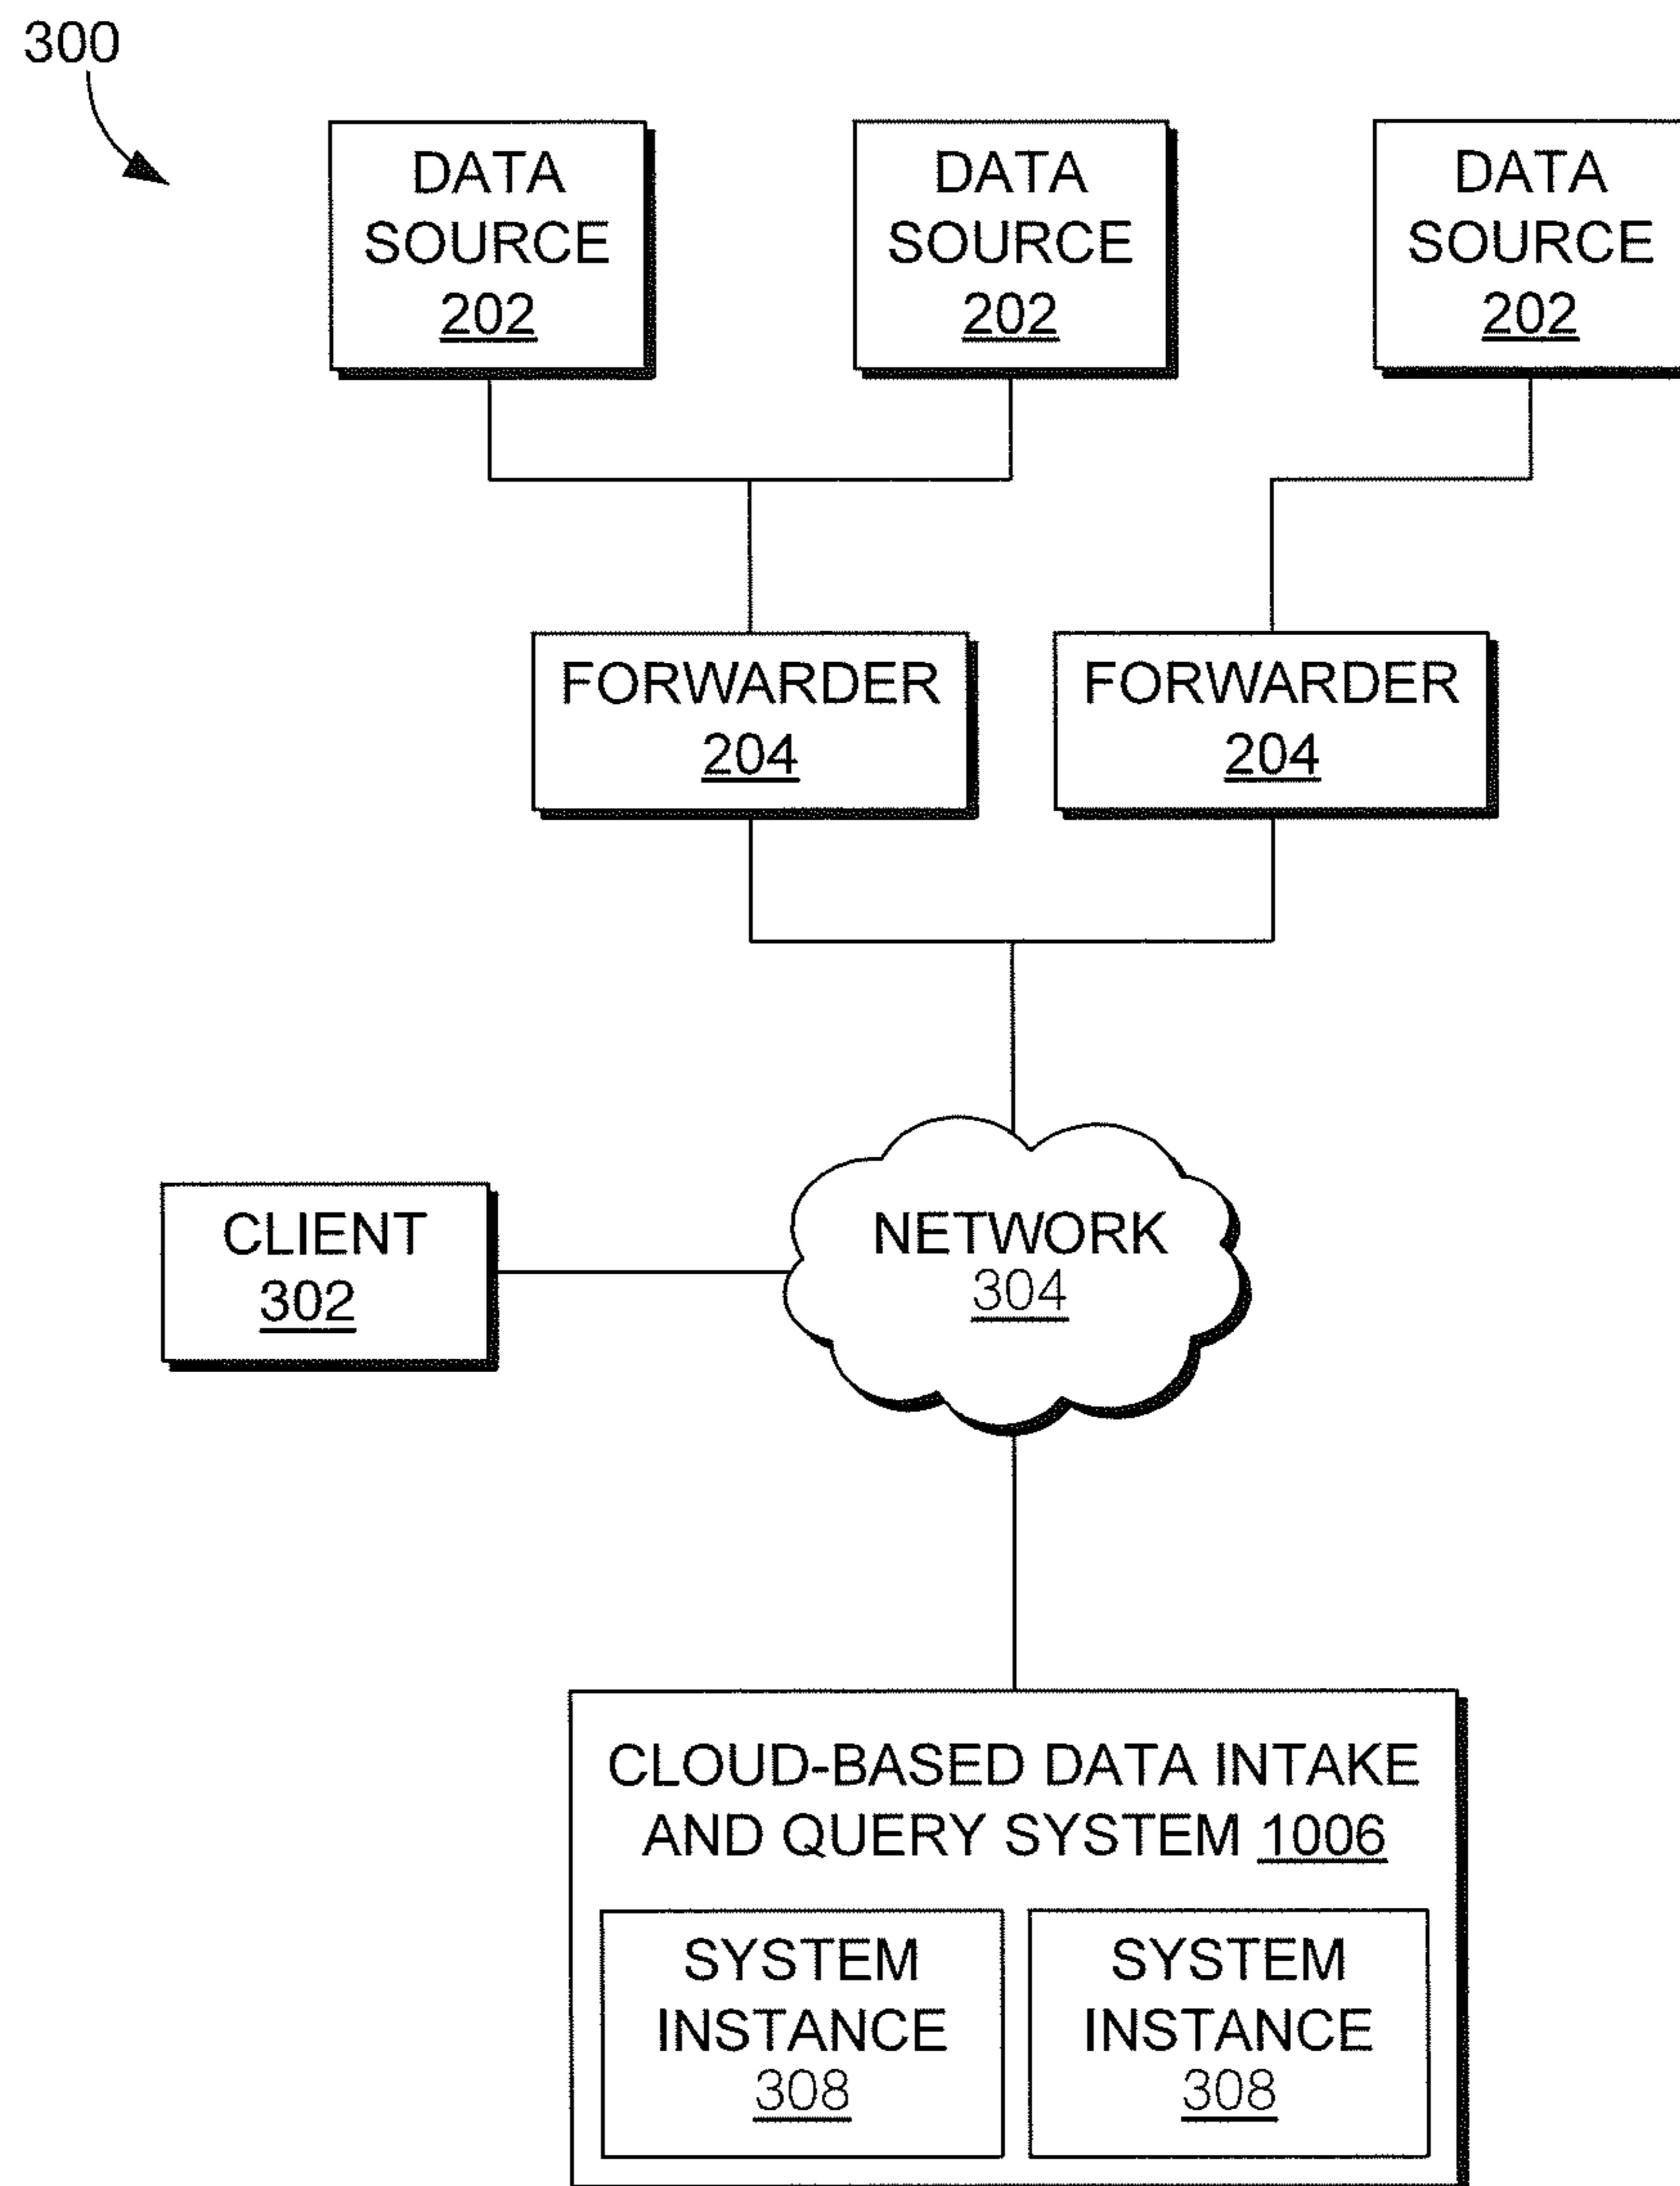 300
DATA
SOURCE
202
DATA
SOURCE
202
DATA
SOURCE
202
FORWARDER
204
FORWARDER
204
CLIENT
302
NETWORK
304
CLOUD-BASED DATA INTAKE
AND QUERY SYSTEM 1006
SYSTEM
INSTANCE
308
SYSTEM
INSTANCE
308